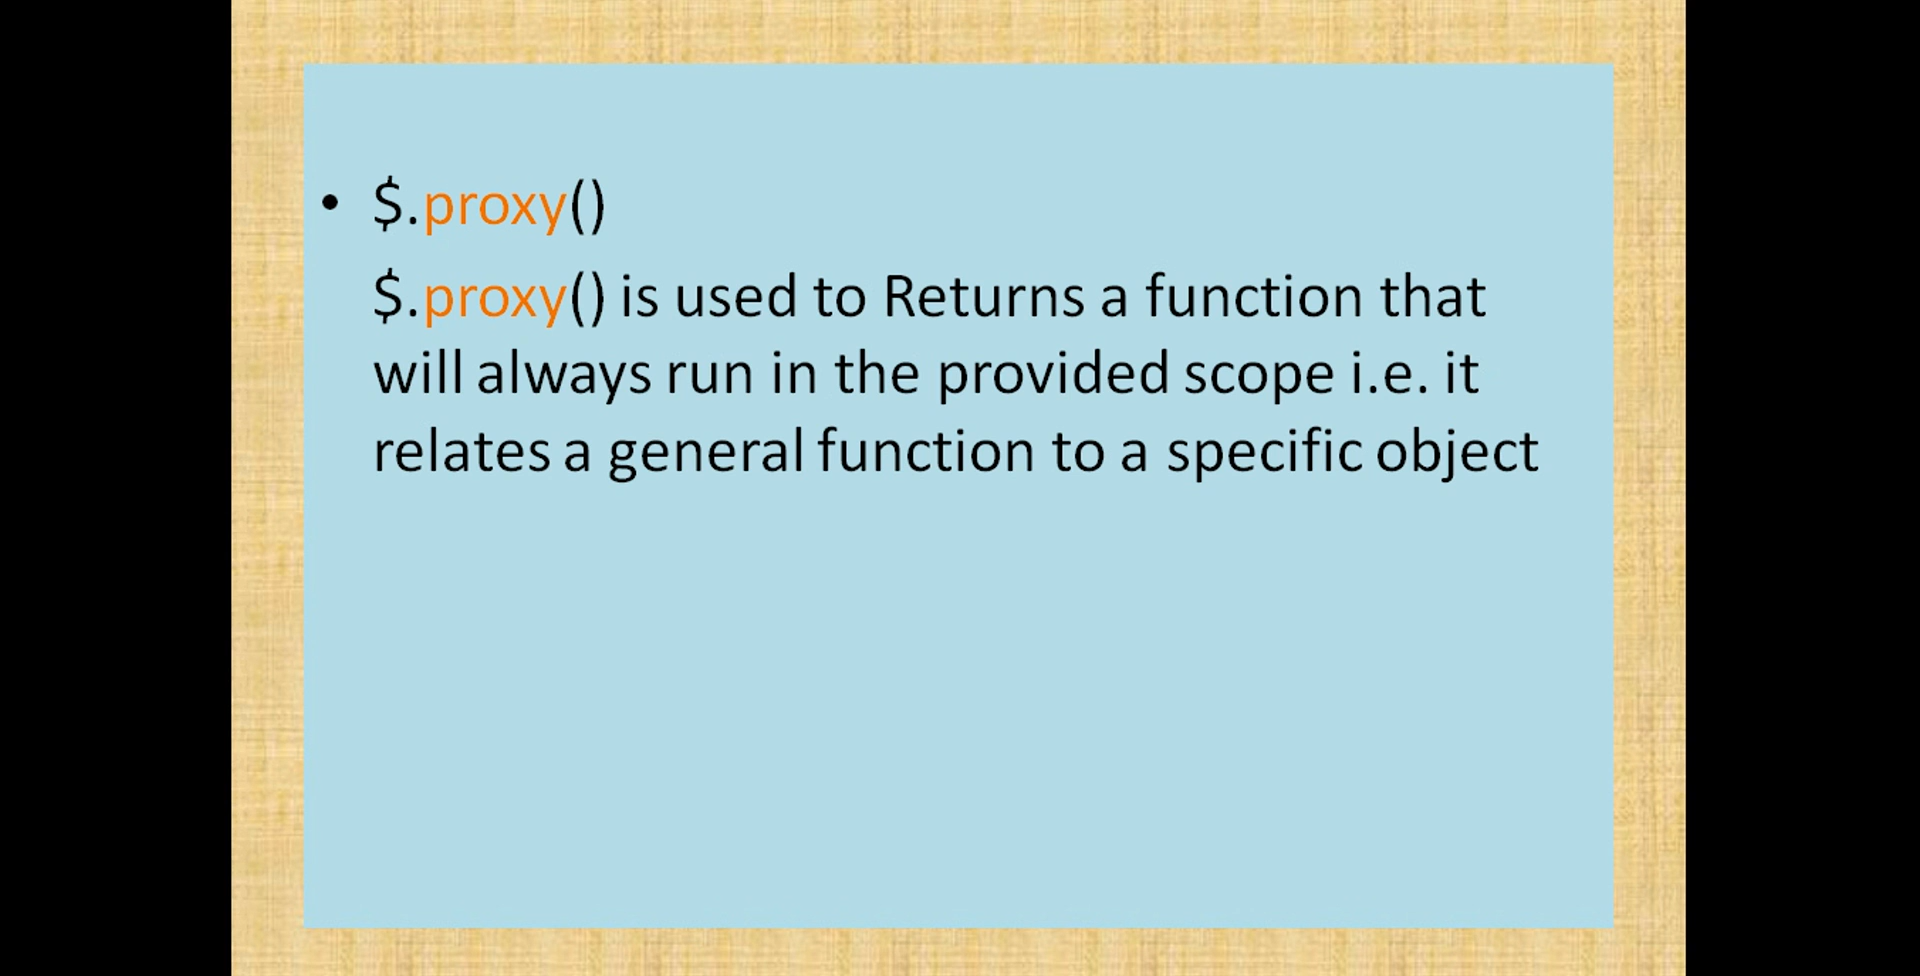 • $.proxy()
$.proxy() is used to Returns a function that
will always run in the provided scope i.e. it
relates a general function to a specific object